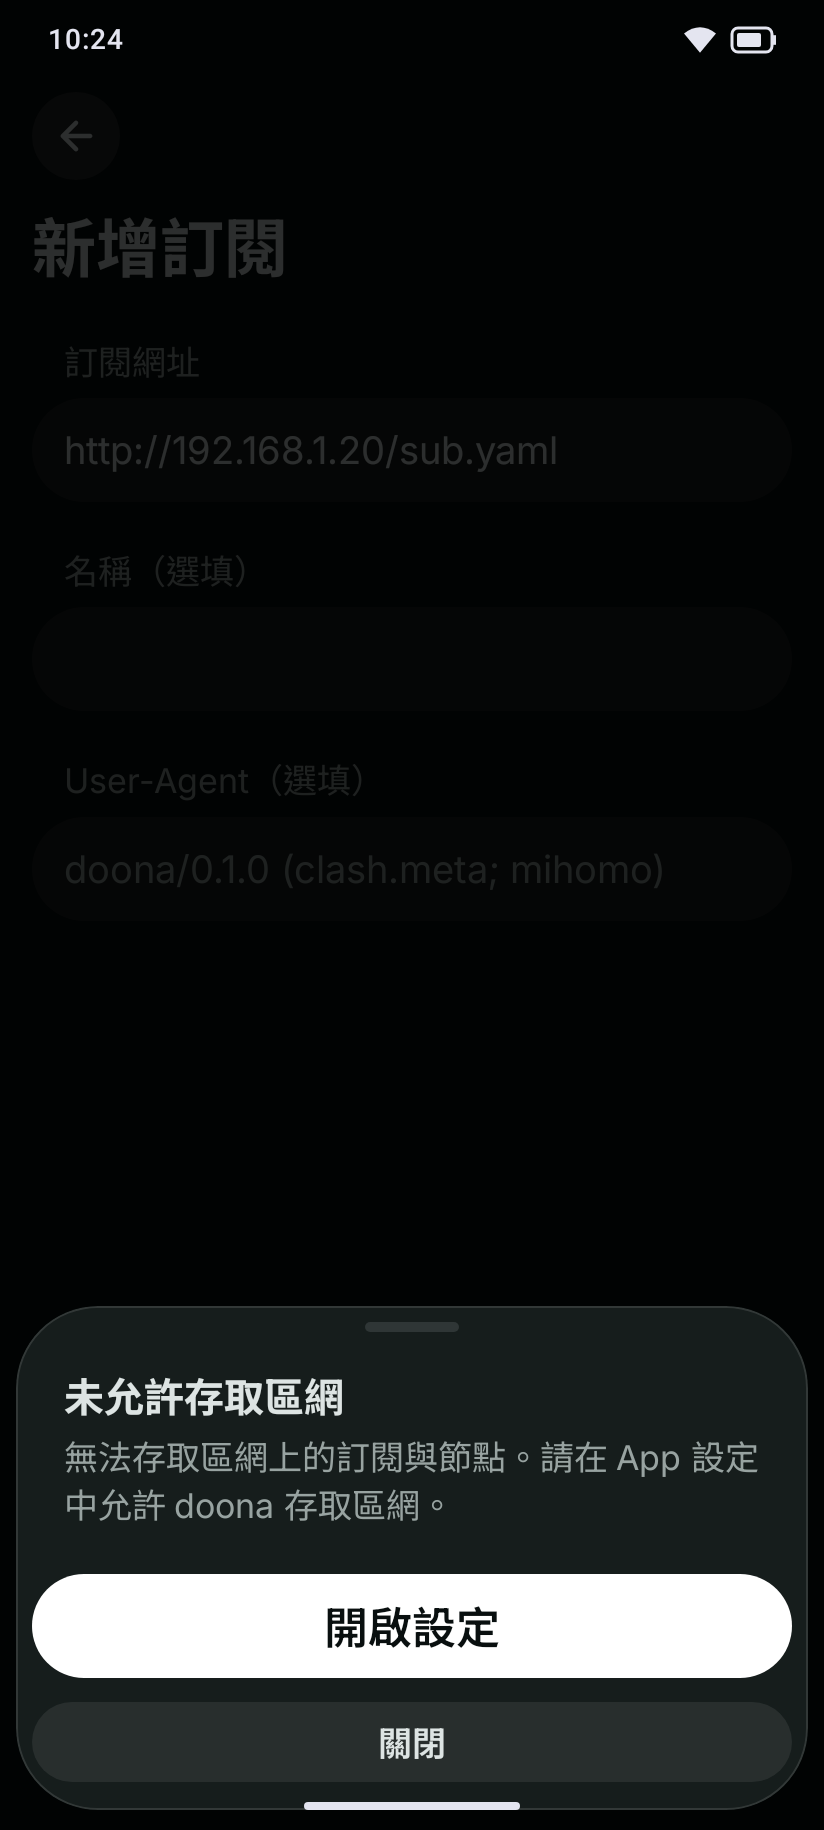 10:24
新增訂閱
訂閱網址
http://192.168.1.20/sub.yaml
名稱（選填）
User-Agent（選填）
doona/0.1.0 (clash.meta; mihomo)
未允許存取區網
無法存取區網上的訂閱與節點。請在 App 設定
中允許 doona 存取區網。
開啟設定
關閉